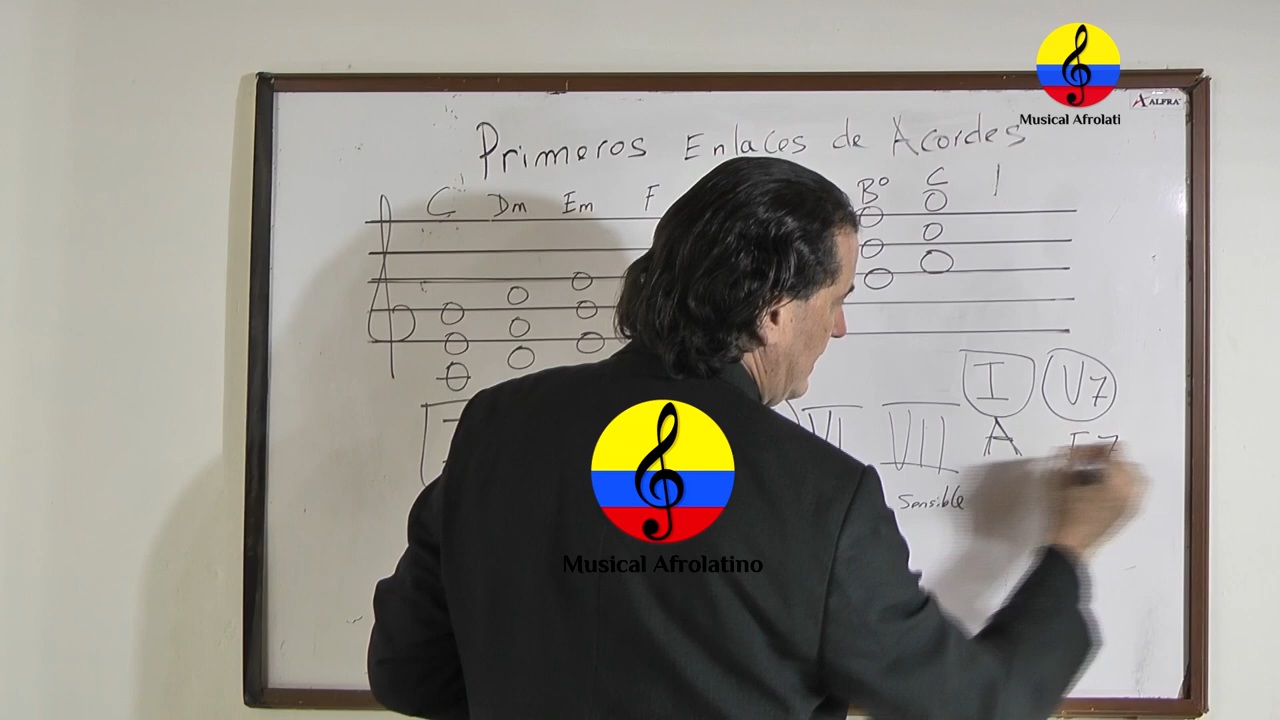 Musical Afrolati
ALFRA
Primeros Enlaces de Acordes
C Dm Em F B° C
I V7
VI VII A
Sensible
Musical Afrolatino